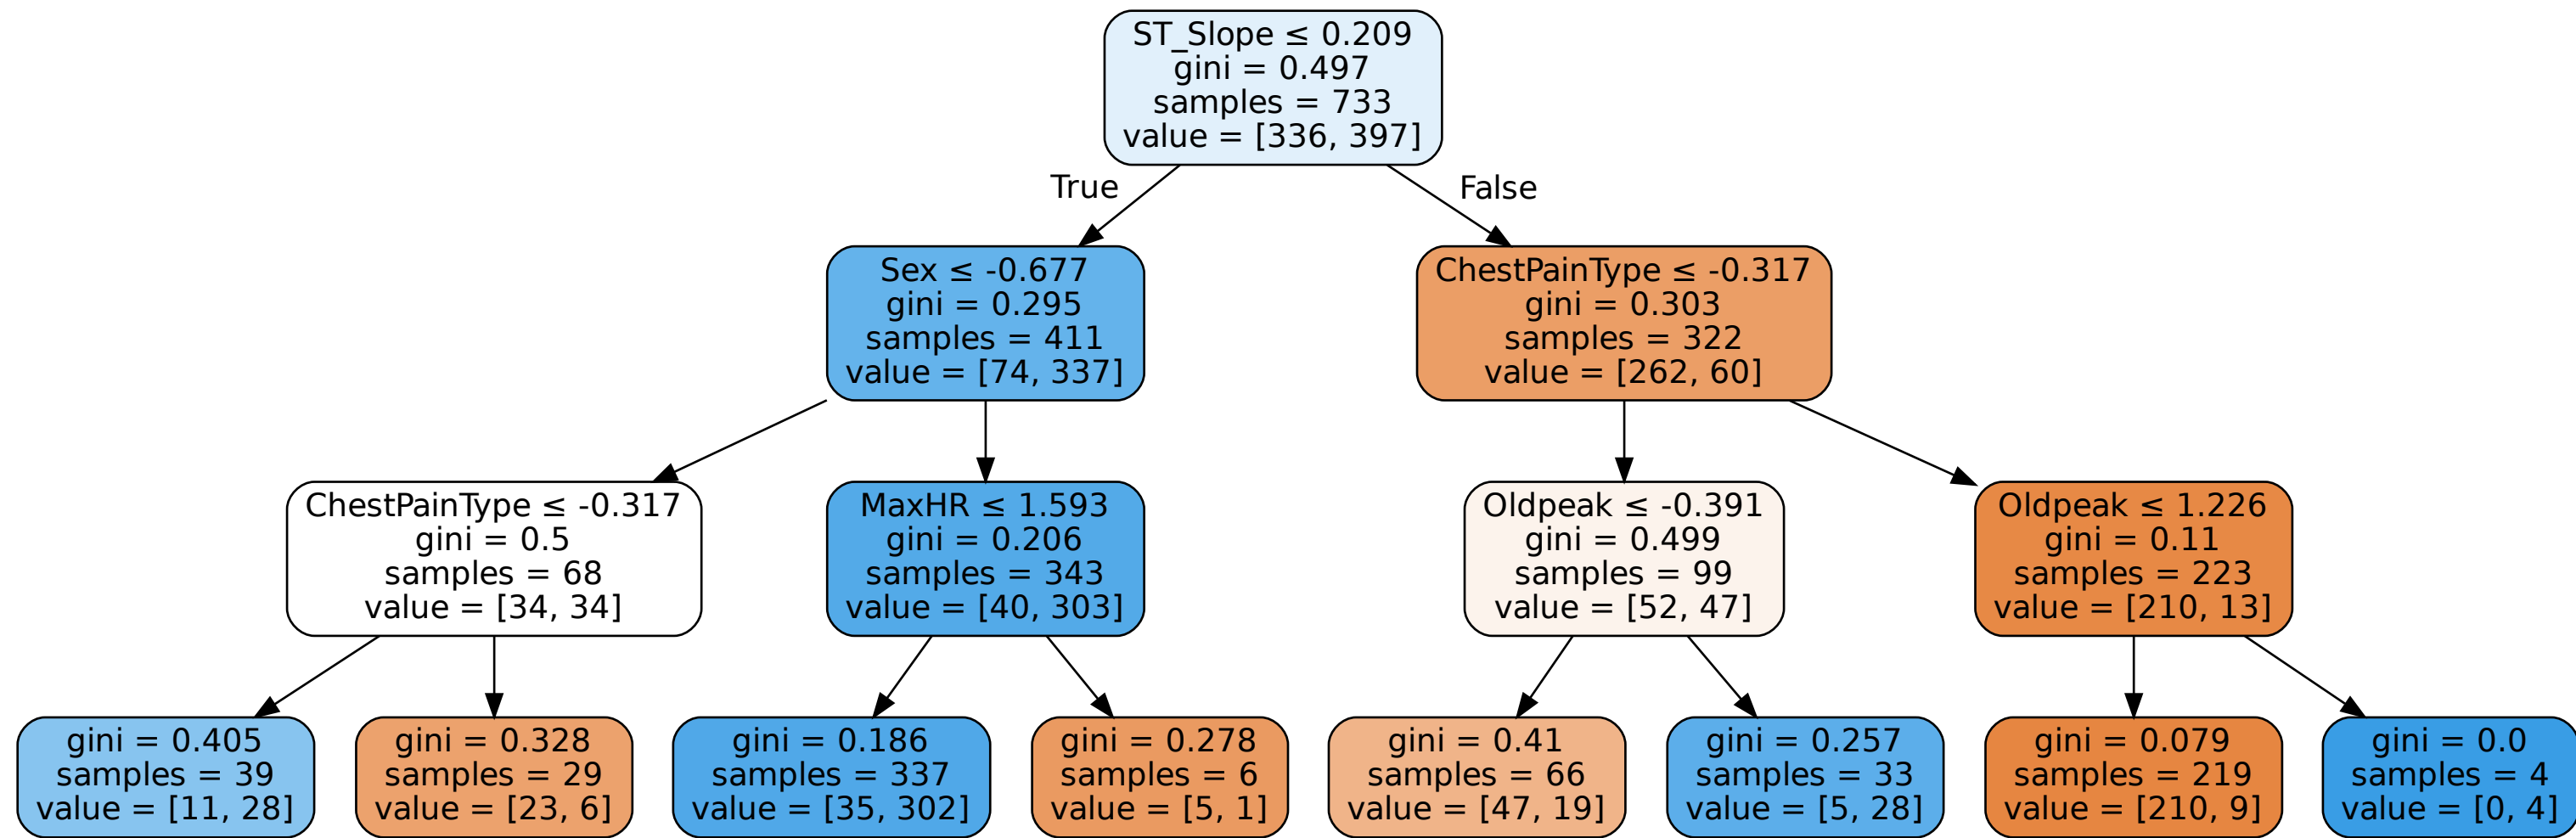 ST_Slope ≤ 0.209
gini = 0.497
samples = 733
value = [336, 397]
True
False
Sex ≤ -0.677
gini = 0.295
samples = 411
value = [74, 337]
ChestPainType ≤ -0.317
gini = 0.303
samples = 322
value = [262, 60]
ChestPainType ≤ -0.317
gini = 0.5
samples = 68
value = [34, 34]
MaxHR ≤ 1.593
gini = 0.206
samples = 343
value = [40, 303]
Oldpeak ≤ -0.391
gini = 0.499
samples = 99
value = [52, 47]
Oldpeak ≤ 1.226
gini = 0.11
samples = 223
value = [210, 13]
gini = 0.405
samples = 39
value = [11, 28]
gini = 0.328
samples = 29
value = [23, 6]
gini = 0.186
samples = 337
value = [35, 302]
gini = 0.278
samples = 6
value = [5, 1]
gini = 0.41
samples = 66
value = [47, 19]
gini = 0.257
samples = 33
value = [5, 28]
gini = 0.079
samples = 219
value = [210, 9]
gini = 0.0
samples = 4
value = [0, 4]